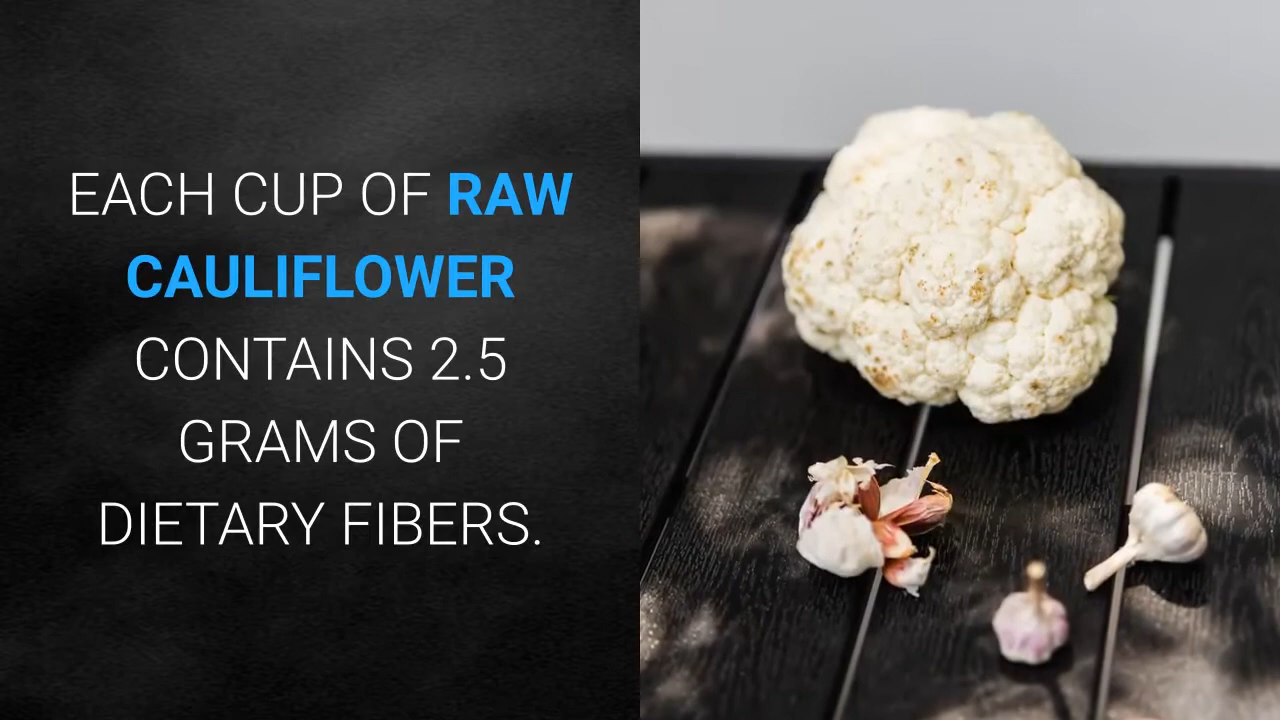 EACH CUP OF RAW
CAULIFLOWER
CONTAINS 2.5
GRAMS OF
DIETARY FIBERS.